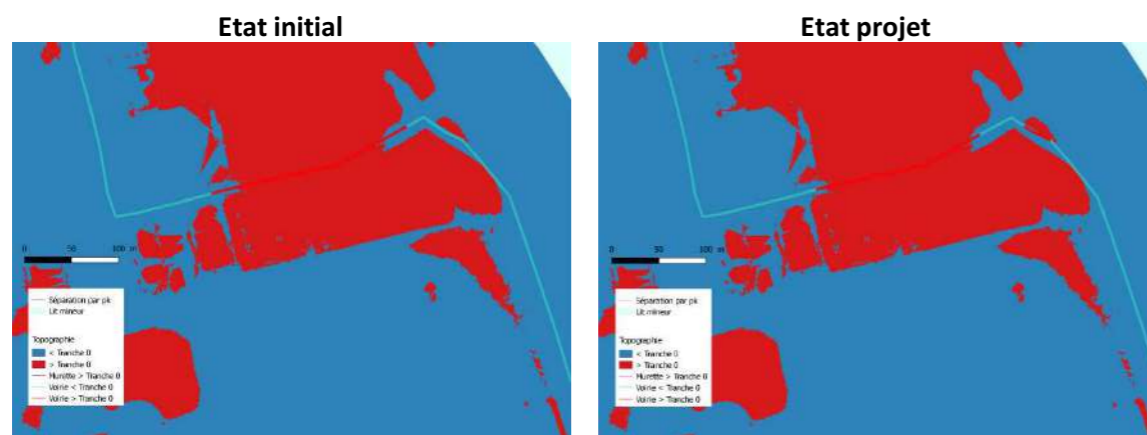 Etat initial
Etat projet
0 50 100 m
Séparation par pk
Lit mineur
Topographie
< Tranche 0
> Tranche 0
Murette > Tranche 0
Voirie < Tranche 0
Voirie > Tranche 0
0 50 100 m
Séparation par pk
Lit mineur
Topographie
< Tranche 0
> Tranche 0
Murette > Tranche 0
Voirie < Tranche 0
Voirie > Tranche 0